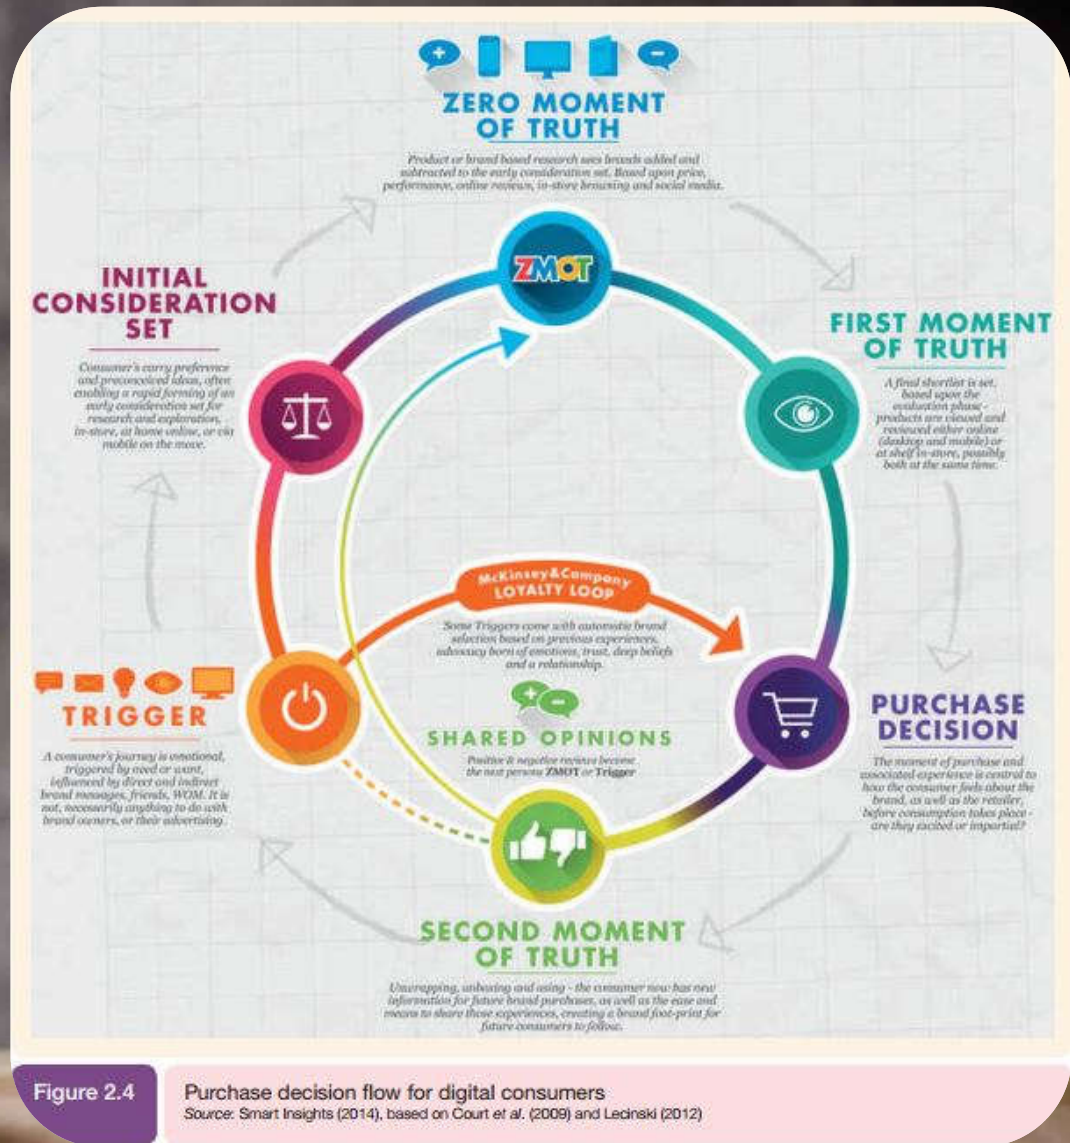 ZERO MOMENT
OF TRUTH
Product or brand based research sees brands added and
subtracted to the early consideration set. Based upon price,
performance, online reviews, in-store browsing and social media.
ZMOT
INITIAL
CONSIDERATION
SET
Consumer's carry preference
and preconceived ideas, often
enabling a rapid forming of an
early consideration set for
research and exploration,
in-store, at home online, or via
mobile on the move.
FIRST MOMENT
OF TRUTH
A final shortlist is set,
based upon the
evaluation phase -
products are viewed and
reviewed either online
(desktop and mobile) or
at shelf in-store, possibly
both at the same time.
McKinsey&Company
LOYALTY LOOP
Some Triggers come with automatic brand
selection based on previous experiences,
advocacy born of emotions, trust, deep beliefs
and a relationship.
TRIGGER
A consumer's journey is emotional,
triggered by need or want,
influenced by direct and indirect
brand messages, friends, WOM. It is
not, necessarily anything to do with
brand owners, or their advertising.
SHARED OPINIONS
Positive & negative reviews become
the next persons ZMOT or Trigger
PURCHASE
DECISION
The moment of purchase and
associated experience is central to
how the consumer feels about the
brand, as well as the retailer,
before consumption takes place -
are they excited or impartial?
SECOND MOMENT
OF TRUTH
Unwrapping, unboxing and using - the consumer now has new
information for future brand purchases, as well as the ease and
means to share those experiences, creating a brand foot-print for
future consumers to follow.
Figure 2.4
Purchase decision flow for digital consumers
Source: Smart Insights (2014), based on Court et al. (2009) and Lecinski (2012)